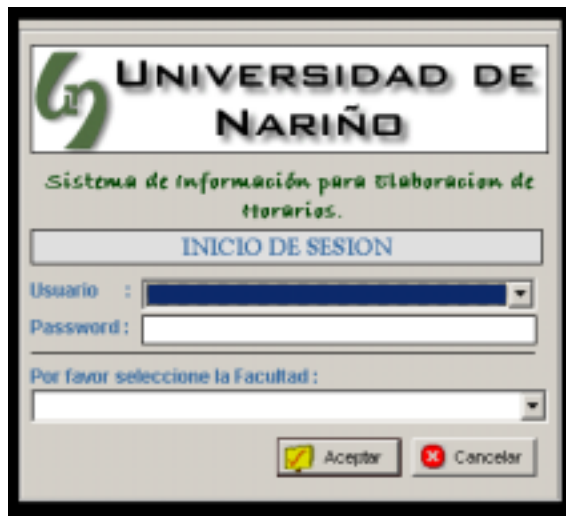 UNIVERSIDAD DE
NARIÑO
Sistema de Información para Elaboracion de
Horarios.
INICIO DE SESION
Usuario :
Password :
Por favor seleccione la Facultad :
Aceptar Cancelar